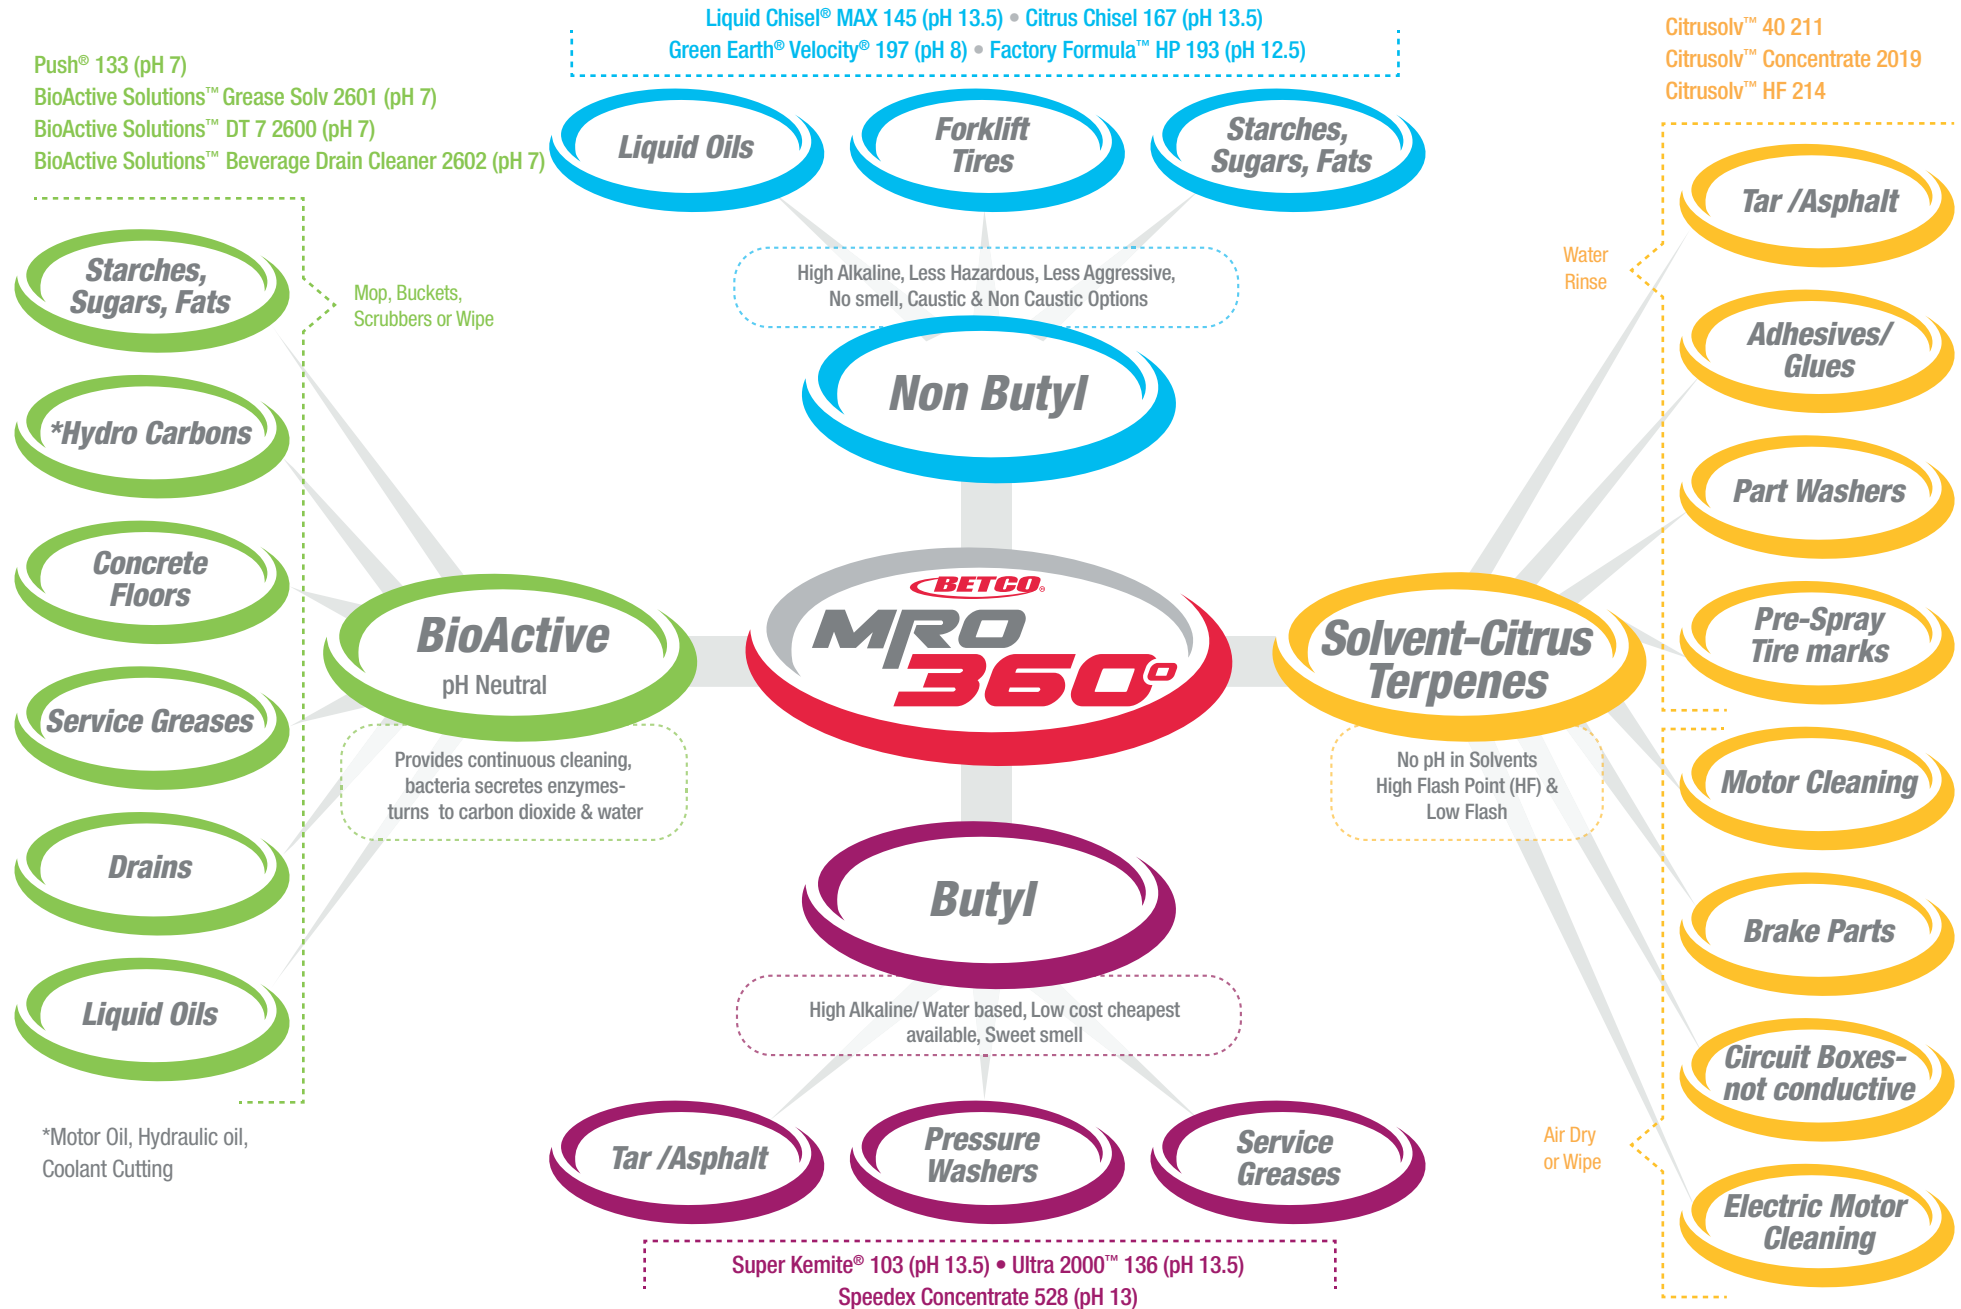 Push® 133 (pH 7)
BioActive Solutions™ Grease Solv 2601 (pH 7)
BioActive Solutions™ DT 7 2600 (pH 7)
BioActive Solutions™ Beverage Drain Cleaner 2602 (pH 7)
Starches,
Sugars, Fats
*Hydro Carbons
Concrete
Floors
Service Greases
Drains
Liquid Oils
Mop, Buckets,
Scrubbers or Wipe
*Motor Oil, Hydraulic oil,
Coolant Cutting
BioActive
pH Neutral
Provides continuous cleaning,
bacteria secretes enzymes-
turns to carbon dioxide & water
Liquid Chisel® MAX 145 (pH 13.5) • Citrus Chisel 167 (pH 13.5)
Green Earth® Velocity® 197 (pH 8) • Factory Formula™ HP 193 (pH 12.5)
Liquid Oils
Forklift
Tires
Starches,
Sugars, Fats
High Alkaline, Less Hazardous, Less Aggressive,
No smell, Caustic & Non Caustic Options
Non Butyl
BETCO®
MRO
360°
Butyl
High Alkaline/ Water based, Low cost cheapest
available, Sweet smell
Tar /Asphalt
Pressure
Washers
Service
Greases
Super Kemite® 103 (pH 13.5) • Ultra 2000™ 136 (pH 13.5)
Speedex Concentrate 528 (pH 13)
Solvent-Citrus
Terpenes
No pH in Solvents
High Flash Point (HF) &
Low Flash
Citrusolv™ 40 211
Citrusolv™ Concentrate 2019
Citrusolv™ HF 214
Water
Rinse
Tar /Asphalt
Adhesives/
Glues
Part Washers
Pre-Spray
Tire marks
Motor Cleaning
Brake Parts
Circuit Boxes-
not conductive
Electric Motor
Cleaning
Air Dry
or Wipe